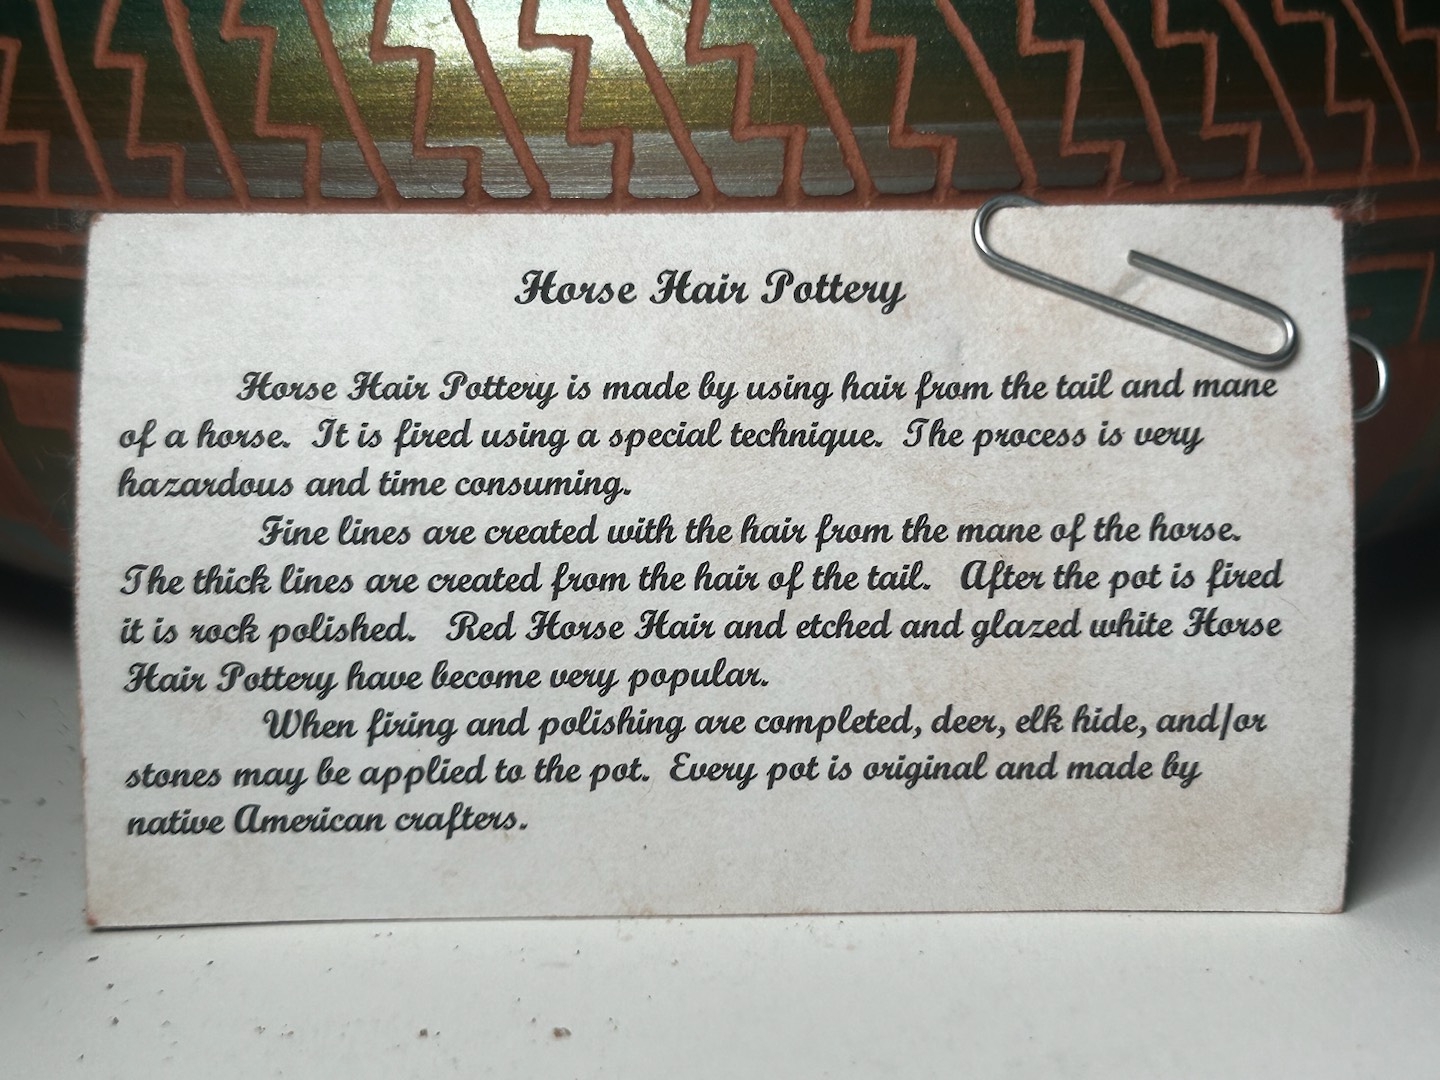 Horse Hair Pottery
Horse Hair Pottery is made by using hair from the tail and mane
of a horse. It is fired using a special technique. The process is very
hazardous and time consuming.
Fine lines are created with the hair from the mane of the horse.
The thick lines are created from the hair of the tail. After the pot is fired
it is rock polished. Red Horse Hair and etched and glazed white Horse
Hair Pottery have become very popular.
When firing and polishing are completed, deer, elk hide, and/or
stones may be applied to the pot. Every pot is original and made by
native American crafters.